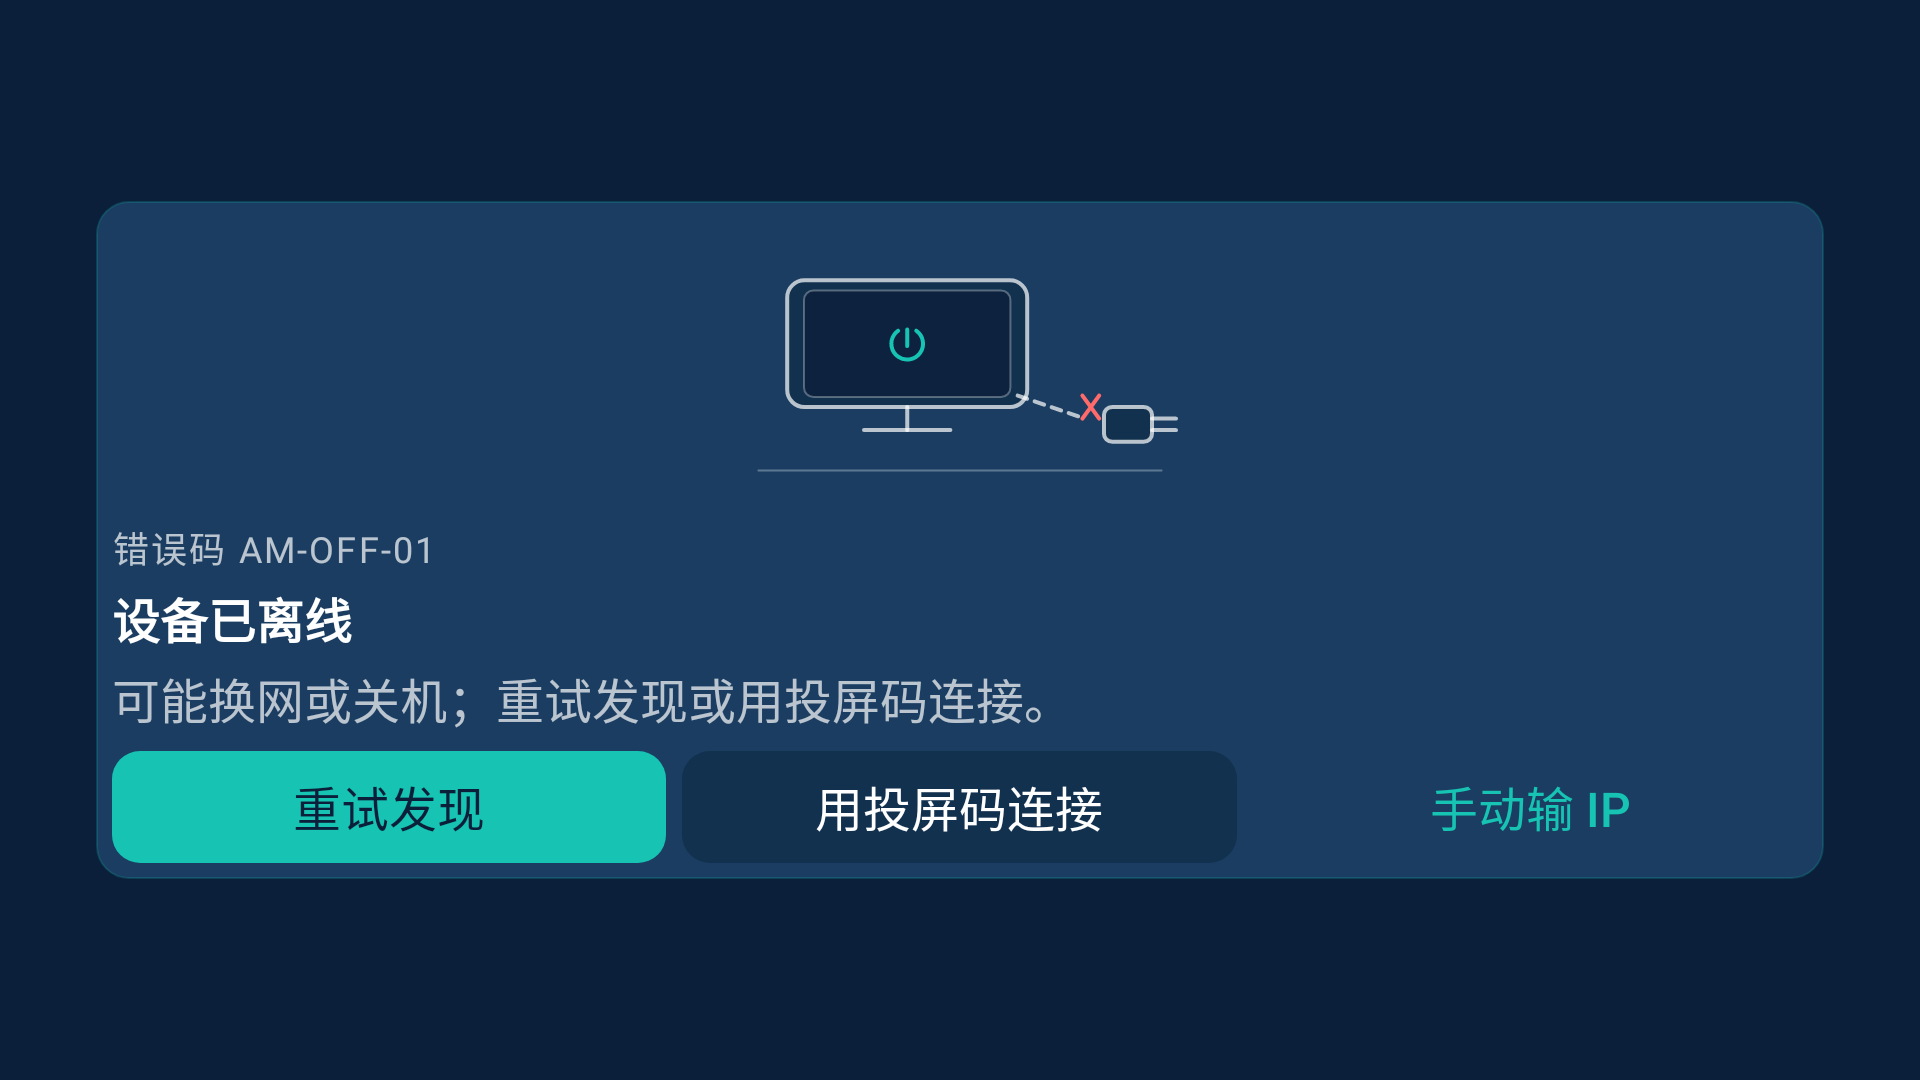 错误码 AM-OFF-01
设备已离线
可能换网或关机；重试发现或用投屏码连接。
重试发现
用投屏码连接
手动输 IP